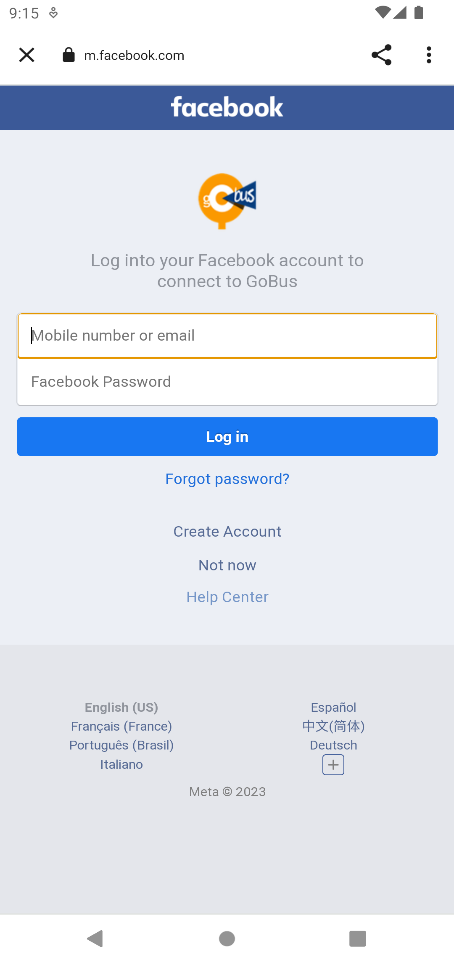 9:15
m.facebook.com
facebook
goBus
Log into your Facebook account to
connect to GoBus
Mobile number or email
Facebook Password
Log in
Forgot password?
Create Account
Not now
Help Center
English (US)
Español
Français (France)
中文(简体)
Português (Brasil)
Deutsch
Italiano
Meta © 2023